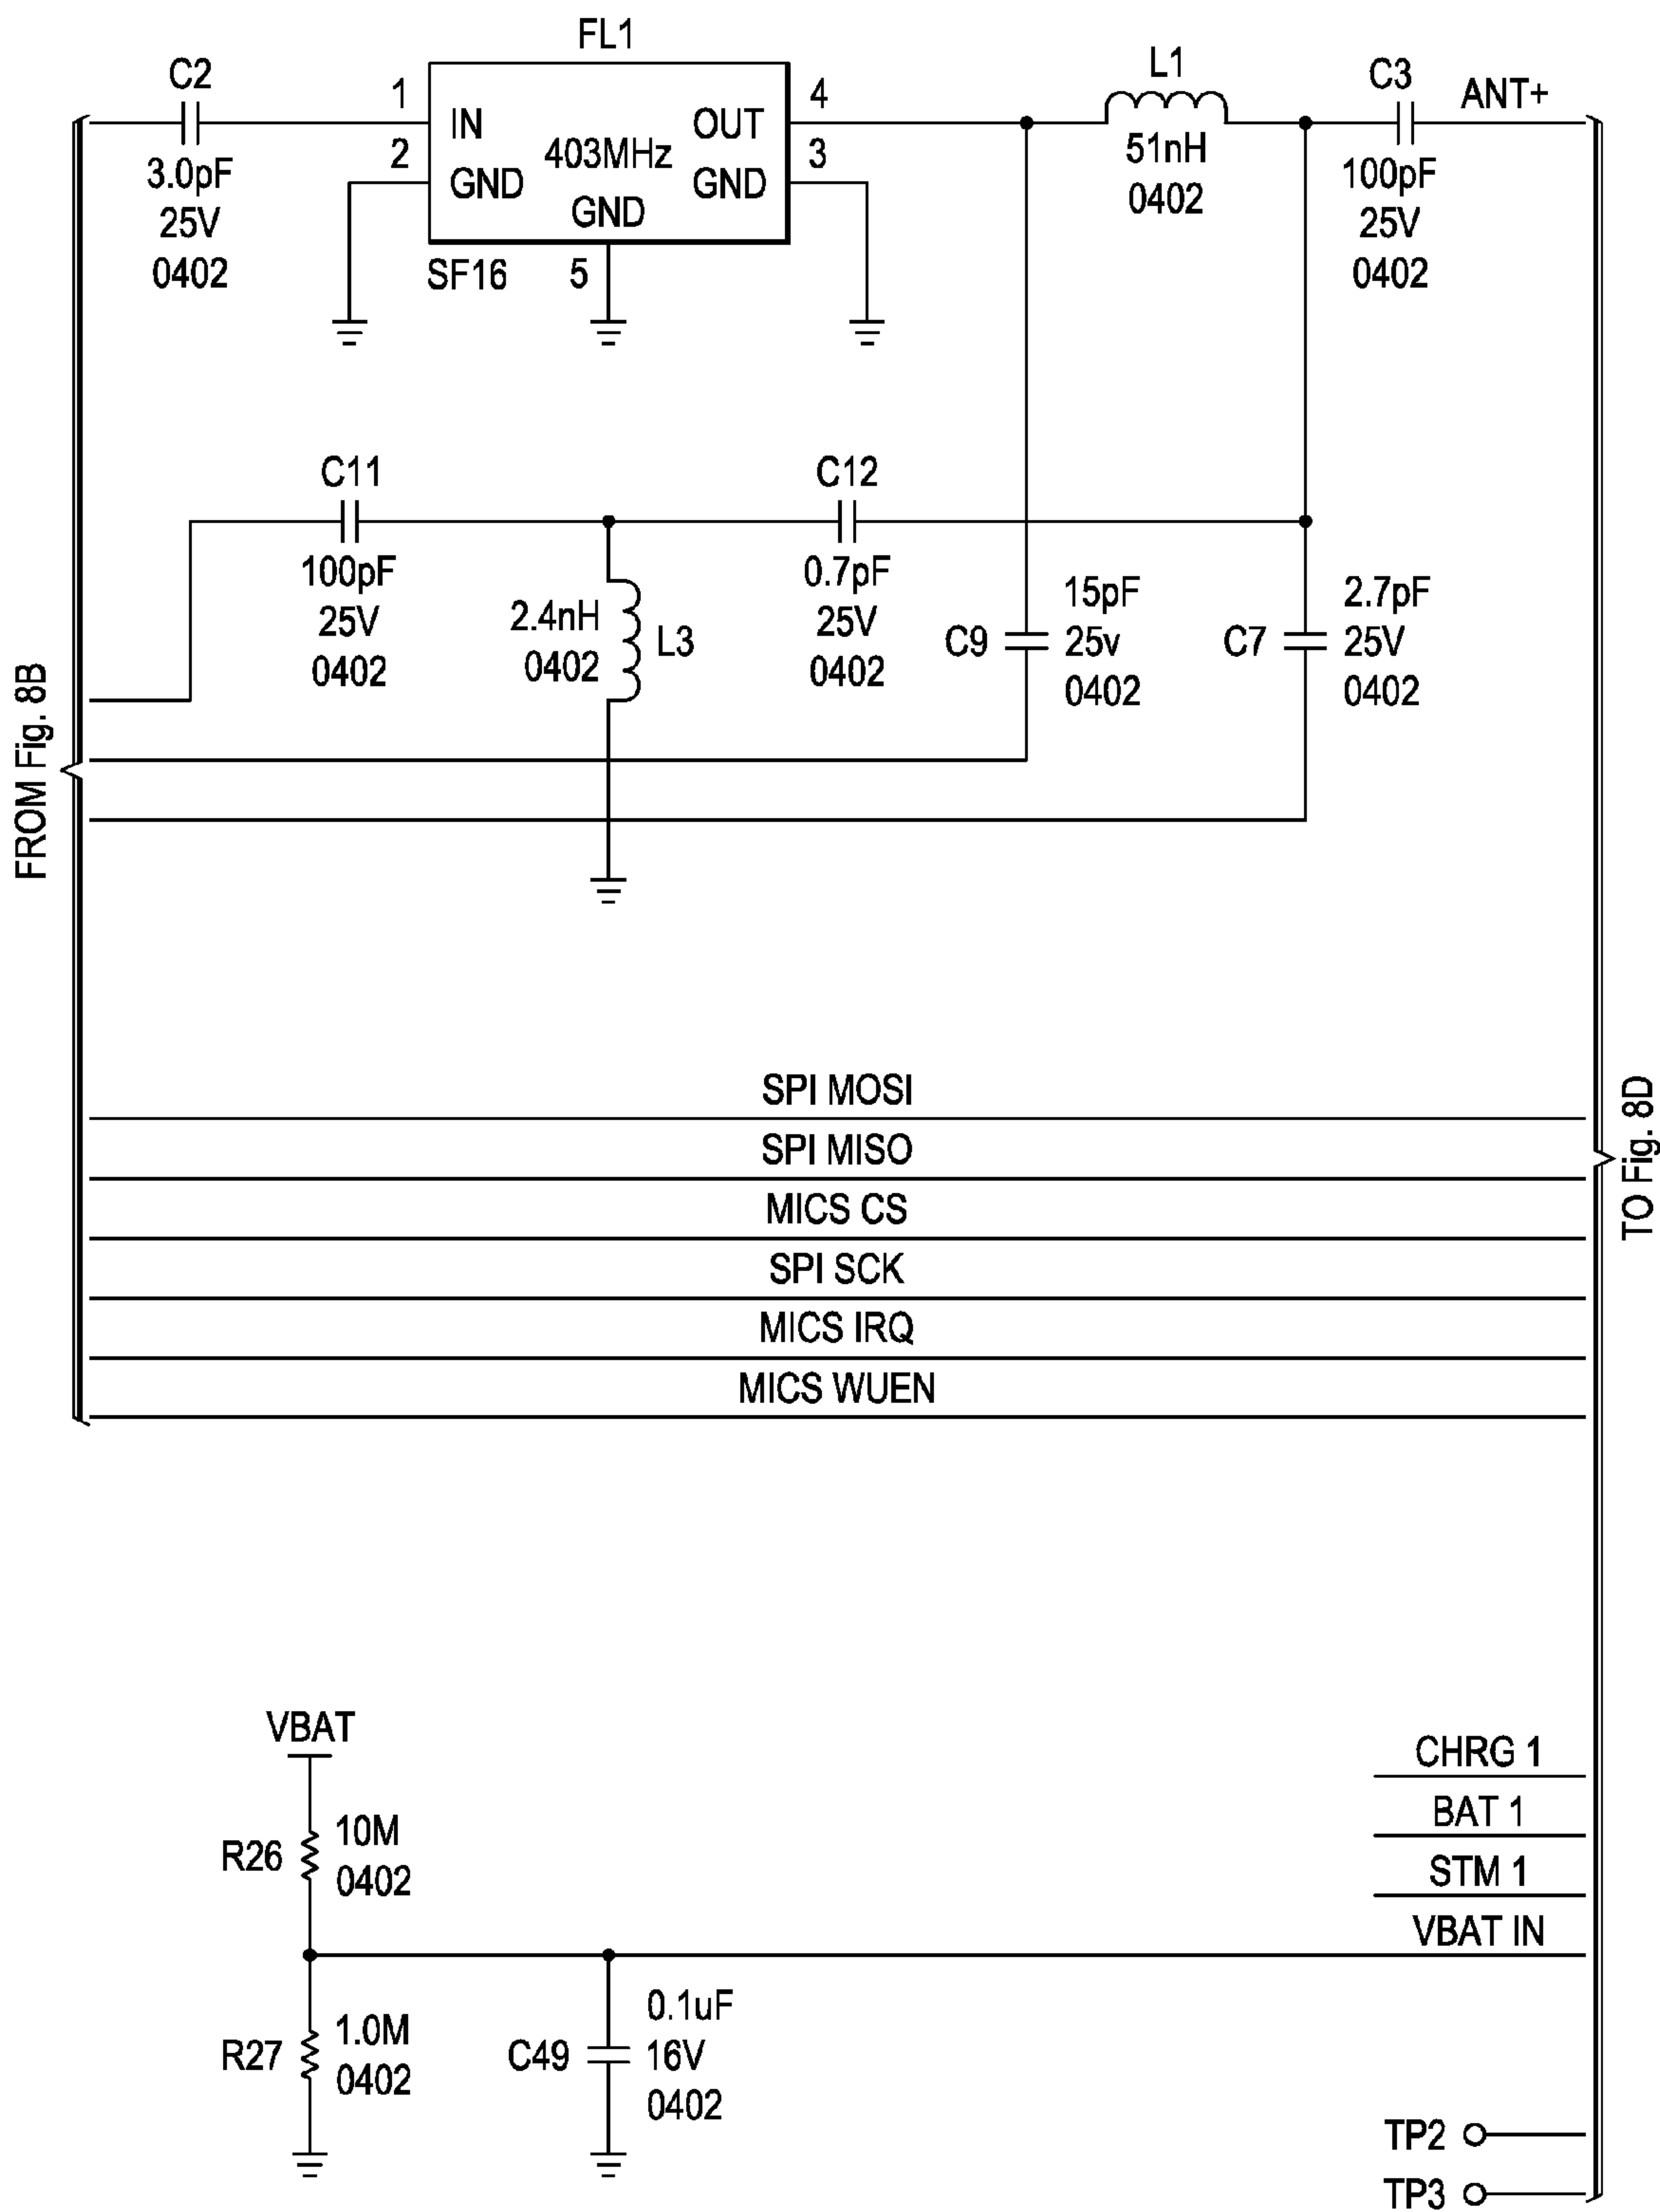 FL1
C2
3.0pF
25V
0402
1
2
IN
GND
403MHz
GND
OUT
GND
4
3
SF16
5
L1
51nH
0402
C3
100pF
25V
0402
ANT+
C11
100pF
25V
0402
2.4nH
0402
L3
C12
0.7pF
25V
0402
C9
15pF
25v
0402
C7
2.7pF
25V
0402
FROM Fig. 8B
SPI MOSI
SPI MISO
MICS CS
SPI SCK
MICS IRQ
MICS WUEN
TO Fig. 8D
VBAT
R26
10M
0402
R27
1.0M
0402
C49
0.1uF
16V
0402
CHRG 1
BAT 1
STM 1
VBAT IN
TP2
TP3